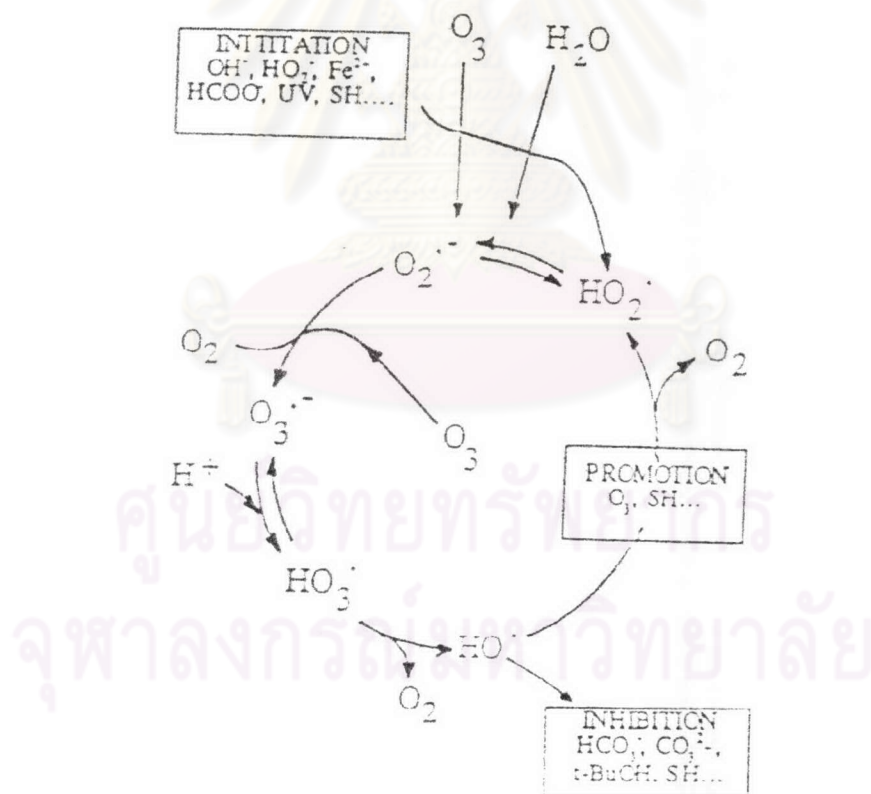 INITITATION
OH⁻, HO₂⁻, Fe²⁺,
HCOO⁻, UV, SH....
O₃
H₂O
O₂·⁻
HO₂·
O₂
O₂
O₃·⁻
O₃
H⁺
PROMOTION
O₃, SH...
HO₃·
HO·
O₂
INHIBITION
HCO₃⁻, CO₃²⁻,
t-BuOH, SH...
ศูนย์วิทยทรัพยากร
จุฬาลงกรณ์มหาวิทยาลัย